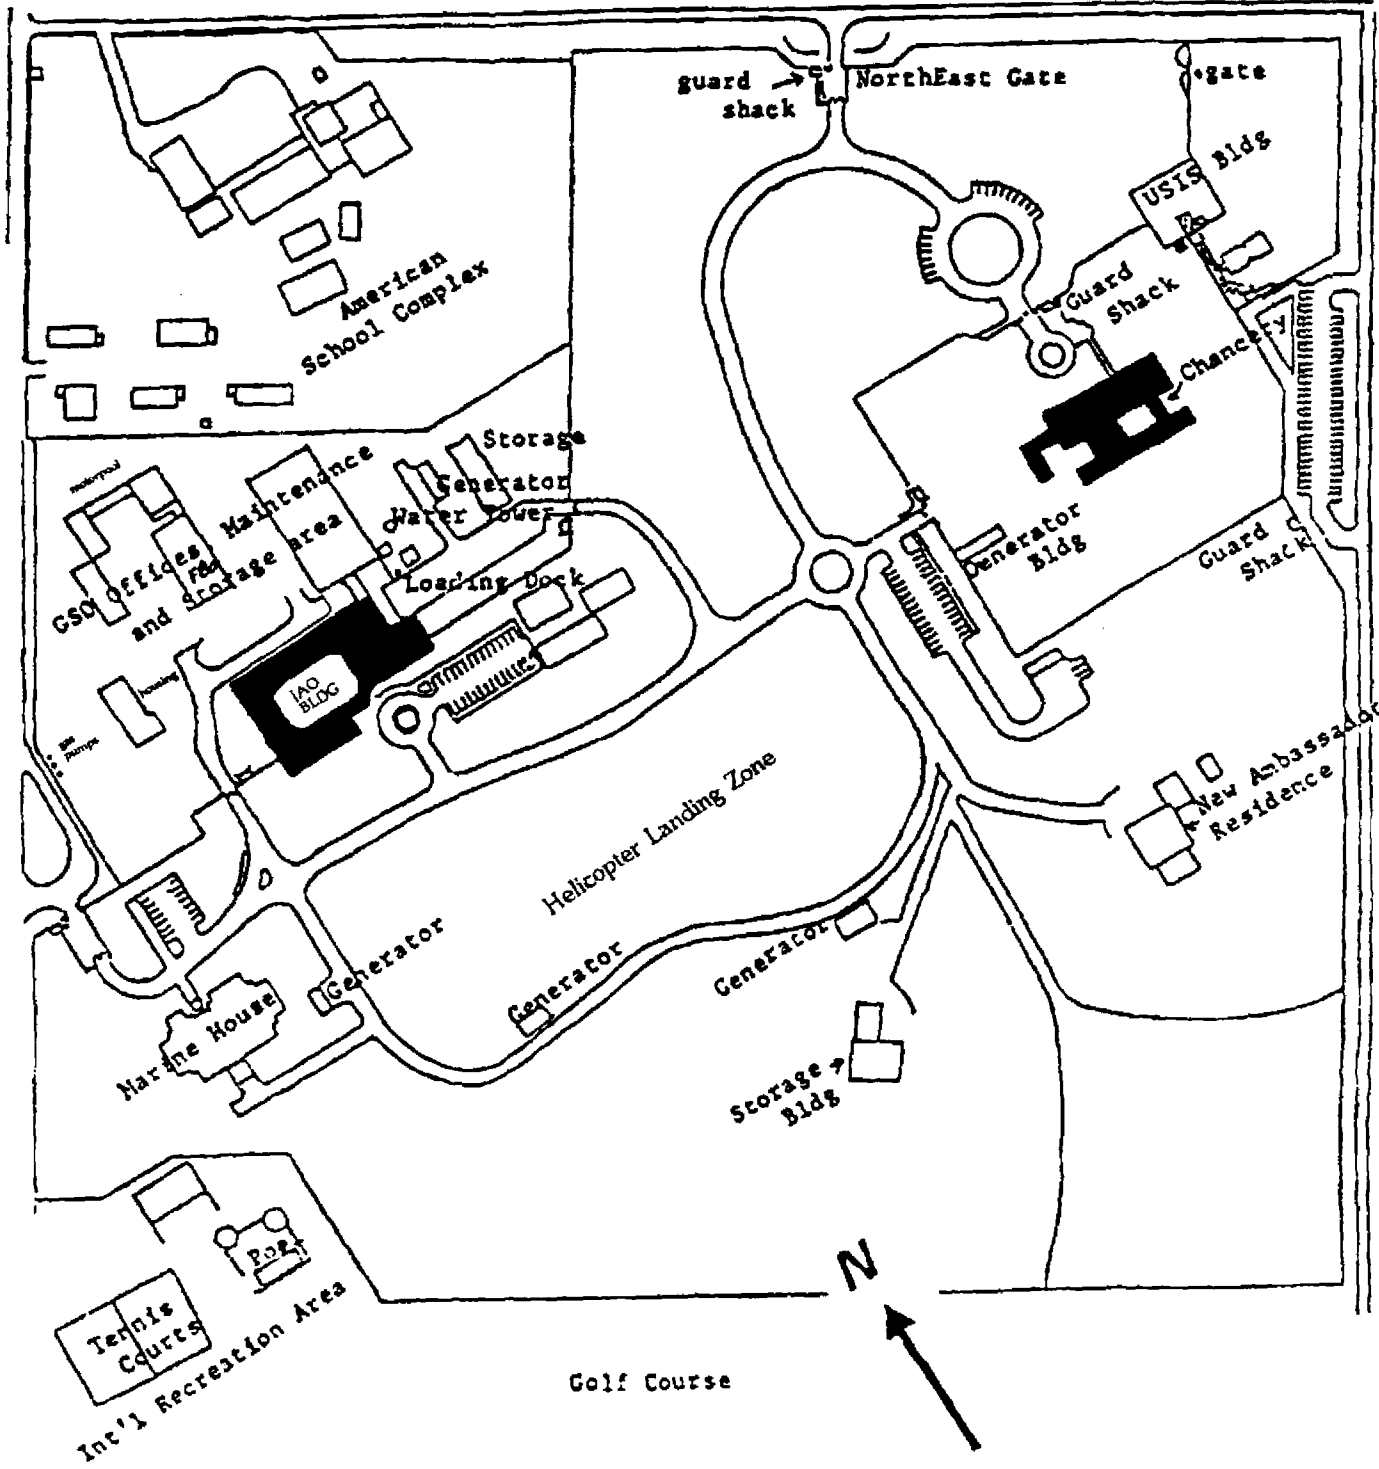 guard
shack
NorthEast Gate
gate
USIS Bldg
American
School Complex
Guard
Shack
Chancery
Storage
Generator
Water Tower
Loading Dock
motorpool
Maintenance
GSO Offices
and Storage area
Generator
Bldg
Guard
Shack
JAO
BLDG
housing
gas
pumps
New Ambassador
Residence
Helicopter Landing Zone
Generator
Generator
Generator
Marine House
Storage
Bldg
Tennis
Courts
Int'l Recreation Area
N
Golf Course